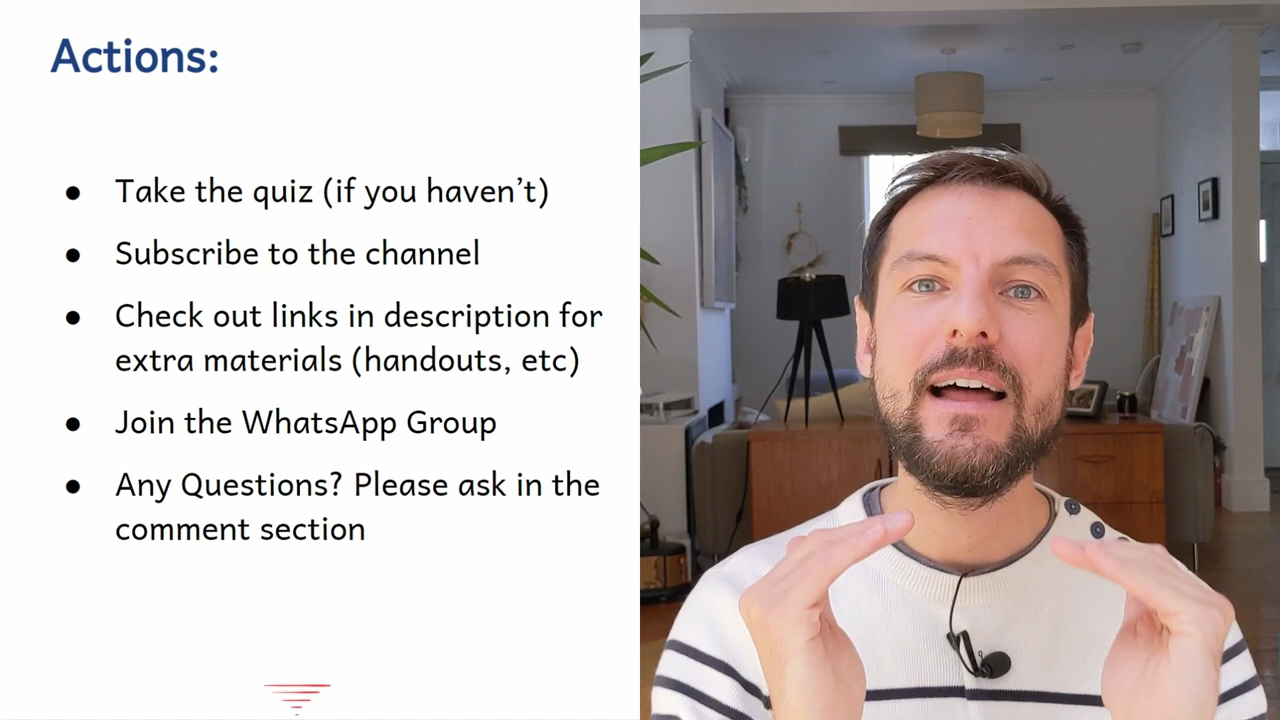 Actions:
● Take the quiz (if you haven’t)
● Subscribe to the channel
● Check out links in description for
extra materials (handouts, etc)
● Join the WhatsApp Group
● Any Questions? Please ask in the
comment section